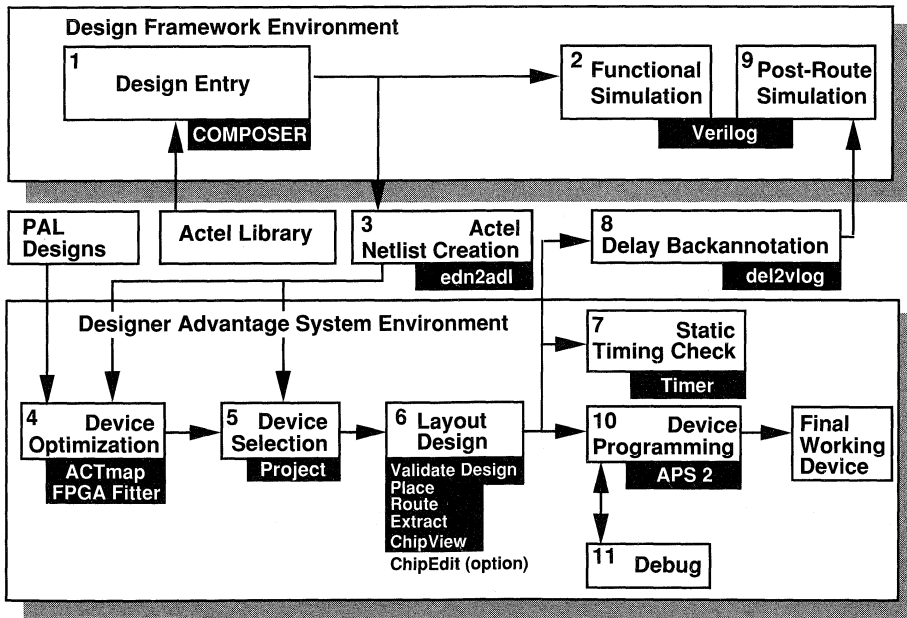 Design Framework Environment
1
Design Entry
COMPOSER
2
Functional
Simulation
9
Post-Route
Simulation
Verilog
PAL
Designs
Actel Library
3
Actel
Netlist Creation
edn2adl
8
Delay Backannotation
del2vlog
Designer Advantage System Environment
7
Static
Timing Check
Timer
4
Device
Optimization
ACTmap
FPGA Fitter
5
Device
Selection
Project
6
Layout
Design
Validate Design
Place
Route
Extract
ChipView
ChipEdit (option)
10
Device
Programming
APS 2
Final
Working
Device
11
Debug